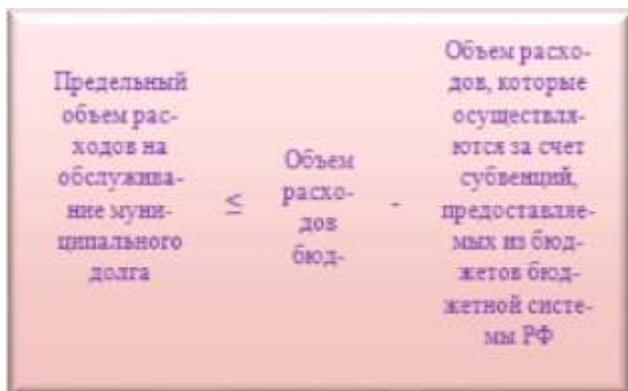 Предельный
объем рас-
ходов на
обслужива-
ние муни-
ципального
долга
≤
Объем
расхо-
дов
бюд-
-
Объем расхо-
дов, которые
осуществля-
ются за счет
субвенций,
предоставляе-
мых из бюд-
жетов бюд-
жетной систе-
мы РФ